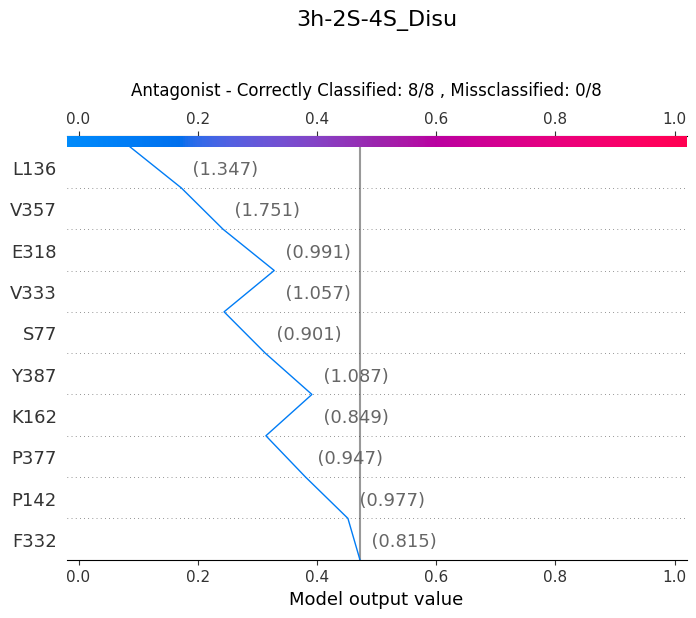 3h-2S-4S_Disu
Antagonist - Correctly Classified: 8/8 , Missclassified: 0/8
0.0 0.2 0.4 0.6 0.8 1.0
L136 (1.347)
V357 (1.751)
E318 (0.991)
V333 (1.057)
S77 (0.901)
Y387 (1.087)
K162 (0.849)
P377 (0.947)
P142 (0.977)
F332 (0.815)
0.0 0.2 0.4 0.6 0.8 1.0
Model output value